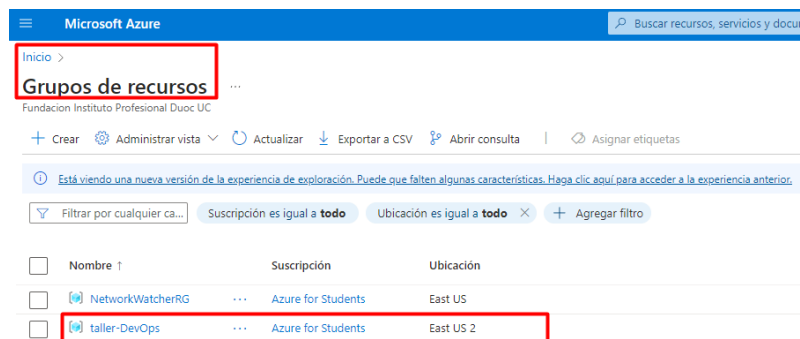 Microsoft Azure
Buscar recursos, servicios y docu
Inicio >
Grupos de recursos ...
Fundacion Instituto Profesional Duoc UC
+ Crear Administrar vista Actualizar Exportar a CSV Abrir consulta | Asignar etiquetas
Está viendo una nueva versión de la experiencia de exploración. Puede que falten algunas características. Haga clic aquí para acceder a la experiencia anterior.
Filtrar por cualquier ca... Suscripción es igual a todo Ubicación es igual a todo × + Agregar filtro
Nombre ↑ Suscripción Ubicación
NetworkWatcherRG ... Azure for Students East US
taller-DevOps ... Azure for Students East US 2